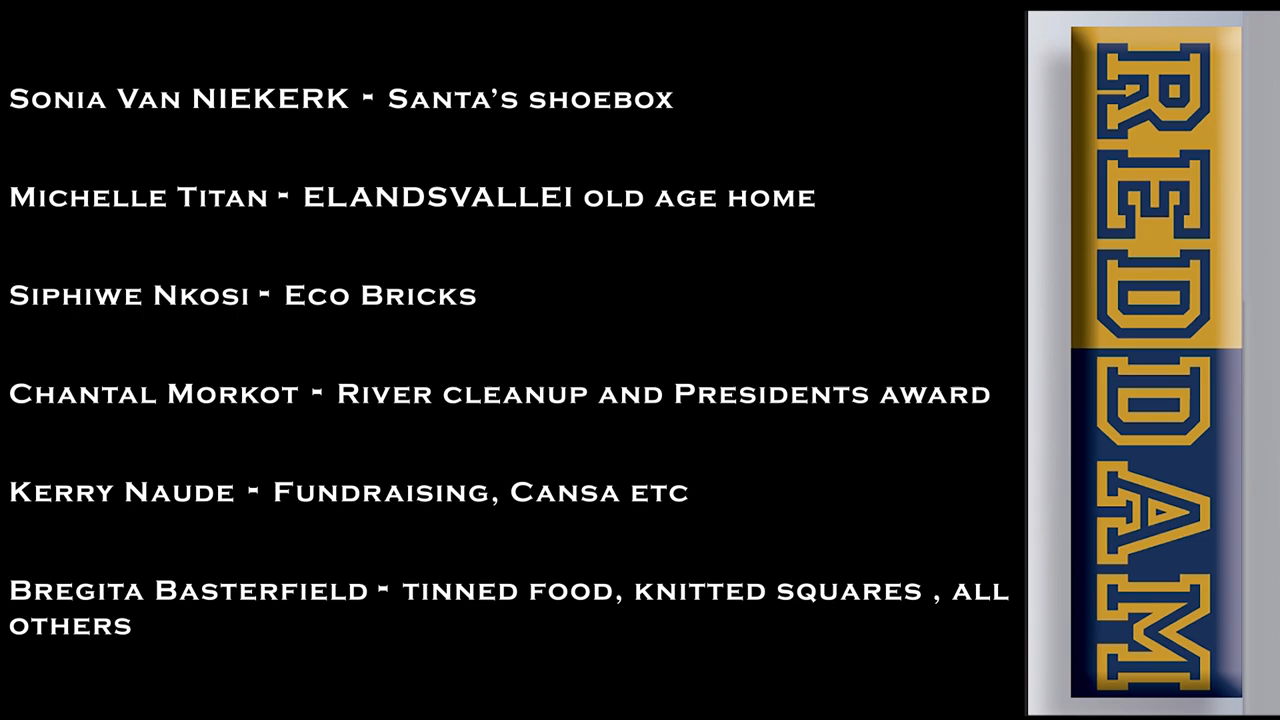 Sonia Van NIEKERK - Santa's shoebox
Michelle Titan - ELANDSVALLEI old age home
Siphiwe Nkosi - Eco Bricks
Chantal Morkot - River cleanup and Presidents award
Kerry Naude - Fundraising, Cansa etc
Bregita Basterfield - tinned food, knitted squares , all
others
REDDAM